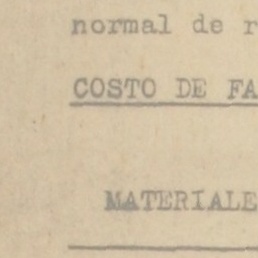 normal de r
COSTO DE FA
MATERIALE